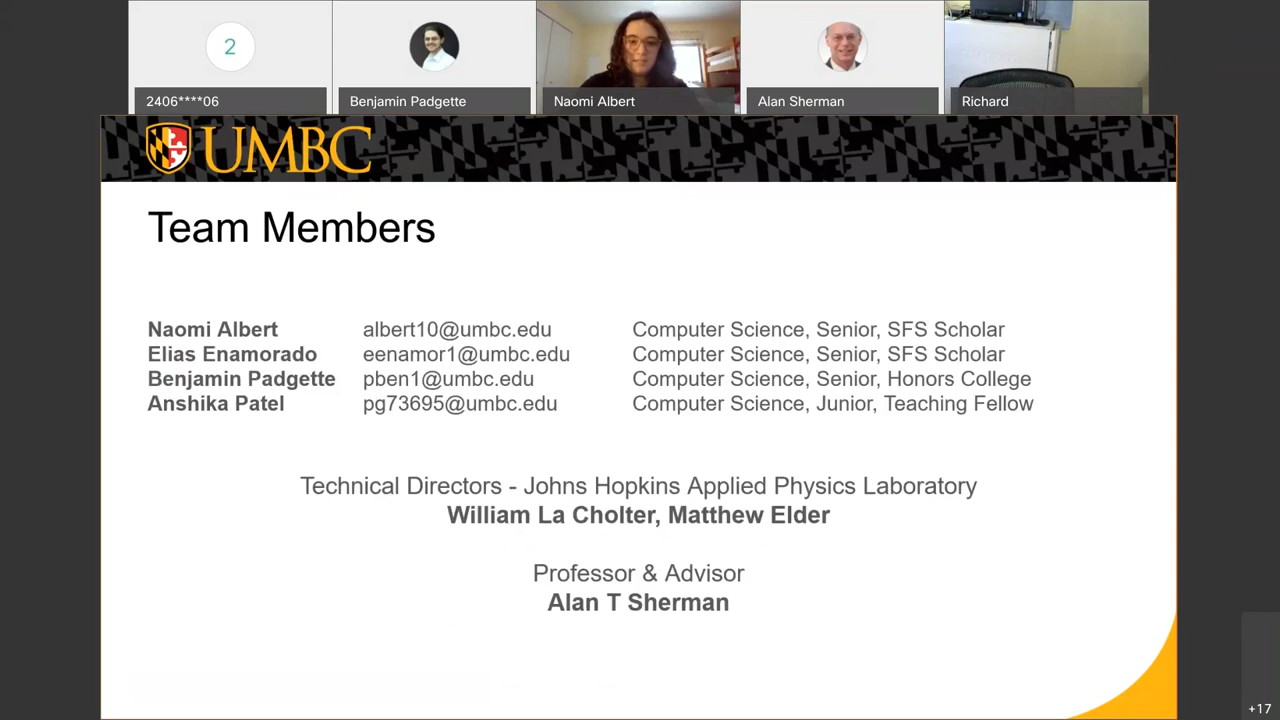 2
2406****06
Benjamin Padgette
Naomi Albert
Alan Sherman
Richard
UMBC
Team Members
Naomi Albert albert10@umbc.edu Computer Science, Senior, SFS Scholar
Elias Enamorado eenamor1@umbc.edu Computer Science, Senior, SFS Scholar
Benjamin Padgette pben1@umbc.edu Computer Science, Senior, Honors College
Anshika Patel pg73695@umbc.edu Computer Science, Junior, Teaching Fellow
Technical Directors - Johns Hopkins Applied Physics Laboratory
William La Cholter, Matthew Elder
Professor & Advisor
Alan T Sherman
+17